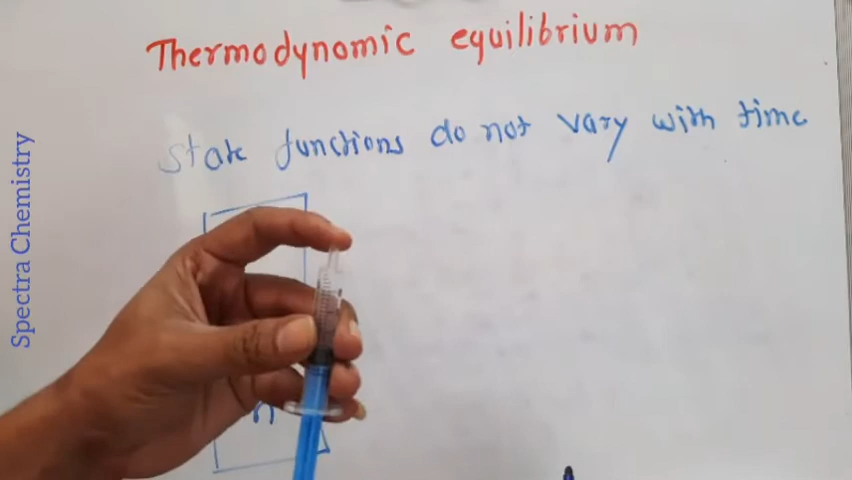 Thermodynamic equilibrium
State functions do not vary with time
n
Spectra Chemistry